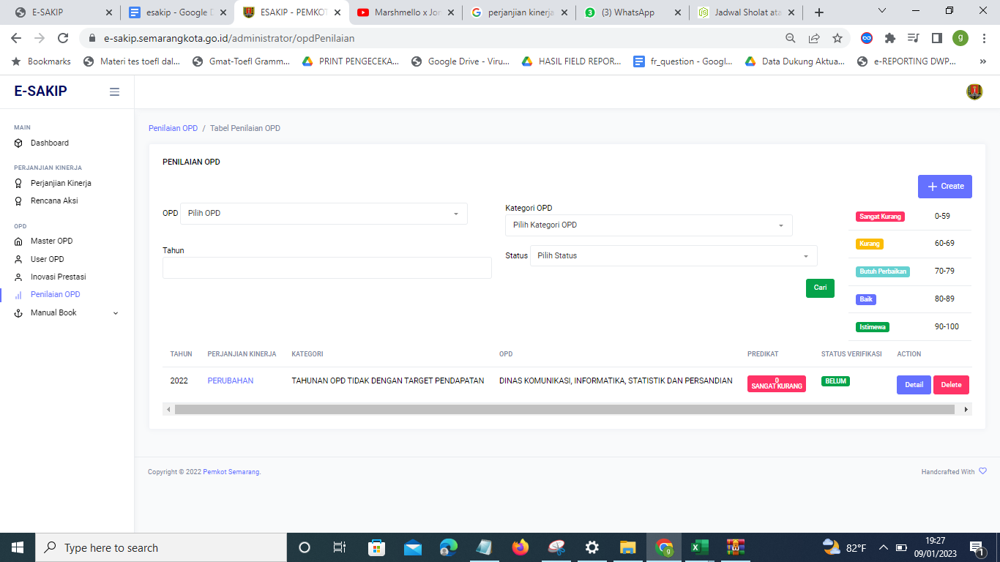 E-SAKIP
esakip - Google D
ESAKIP - PEMKOT
Marshmello x Jon
perjanjian kinerja
(3) WhatsApp
Jadwal Sholat ata
e-sakip.semarangkota.go.id/administrator/opdPenilaian
g
Bookmarks
Materi tes toefl dal...
Gmat-Toefl Gramm...
PRINT PENGECEKA...
Google Drive - Viru...
HASIL FIELD REPOR...
fr_question - Googl...
Data Dukung Aktua...
e-REPORTING DWP...
E-SAKIP
MAIN
Dashboard
PERJANJIAN KINERJA
Perjanjian Kinerja
Rencana Aksi
OPD
Master OPD
User OPD
Inovasi Prestasi
Penilaian OPD
Manual Book
Penilaian OPD / Tabel Penilaian OPD
PENILAIAN OPD
+ Create
OPD Pilih OPD
Kategori OPD
Pilih Kategori OPD
Tahun
Status Pilih Status
Cari
Sangat Kurang 0-59
Kurang 60-69
Butuh Perbaikan 70-79
Baik 80-89
Istimewa 90-100
TAHUN PERJANJIAN KINERJA KATEGORI OPD PREDIKAT STATUS VERIFIKASI ACTION
2022 PERUBAHAN TAHUNAN OPD TIDAK DENGAN TARGET PENDAPATAN DINAS KOMUNIKASI, INFORMATIKA, STATISTIK DAN PERSANDIAN 0 SANGAT KURANG BELUM Detail Delete
Copyright © 2022 Pemkot Semarang.
Handcrafted With
Type here to search
82°F
19:27
09/01/2023
1